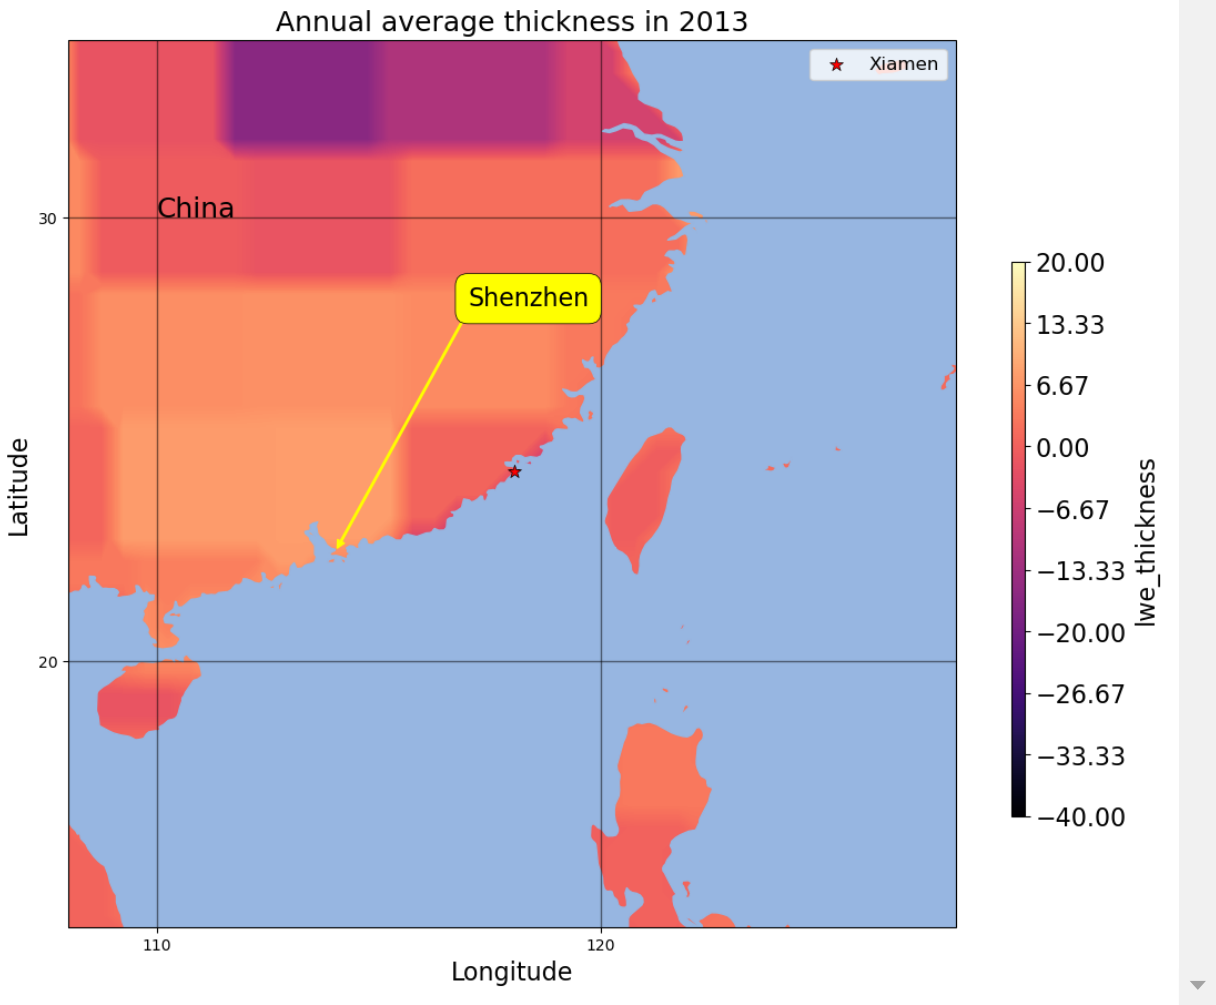 Annual average thickness in 2013
Xiamen
China
30
Shenzhen
20
110
120
Latitude
Longitude
20.00
13.33
6.67
0.00
−6.67
−13.33
−20.00
−26.67
−33.33
−40.00
lwe_thickness